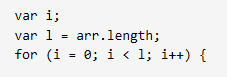 var i;
var l = arr.length;
for (i = 0; i < l; i++) {